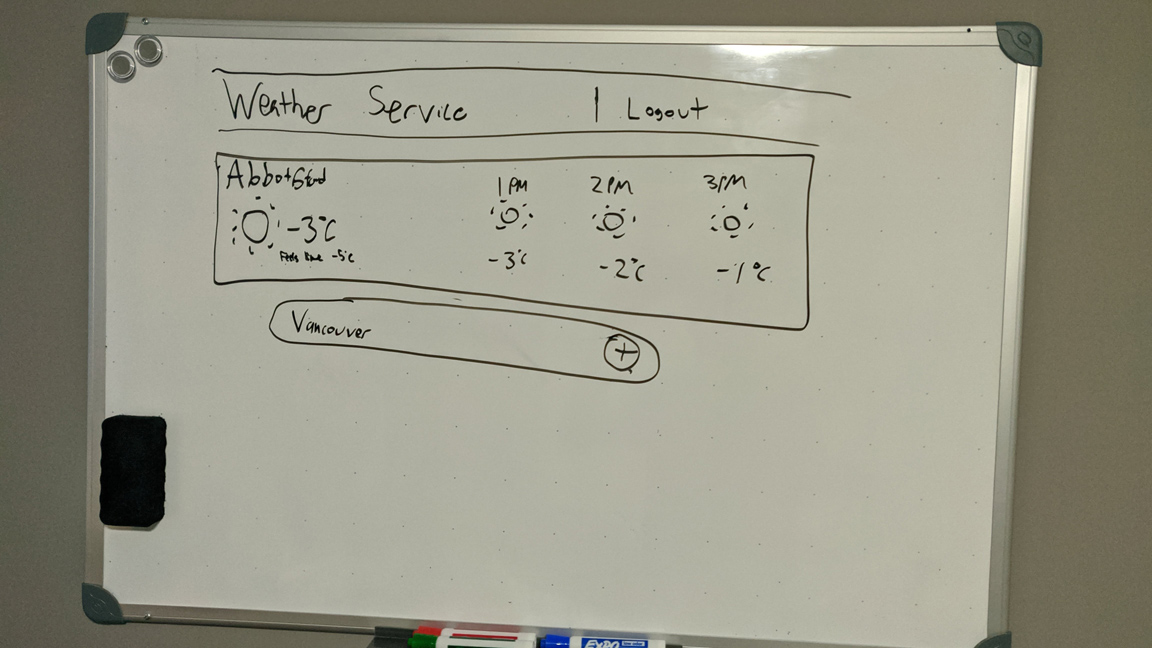 Weather Service | Logout
Abbotsford
1PM 2PM 3PM
-3°C
Feels like -5°C
-3°C -2°C -1°C
Vancouver +
EXPO